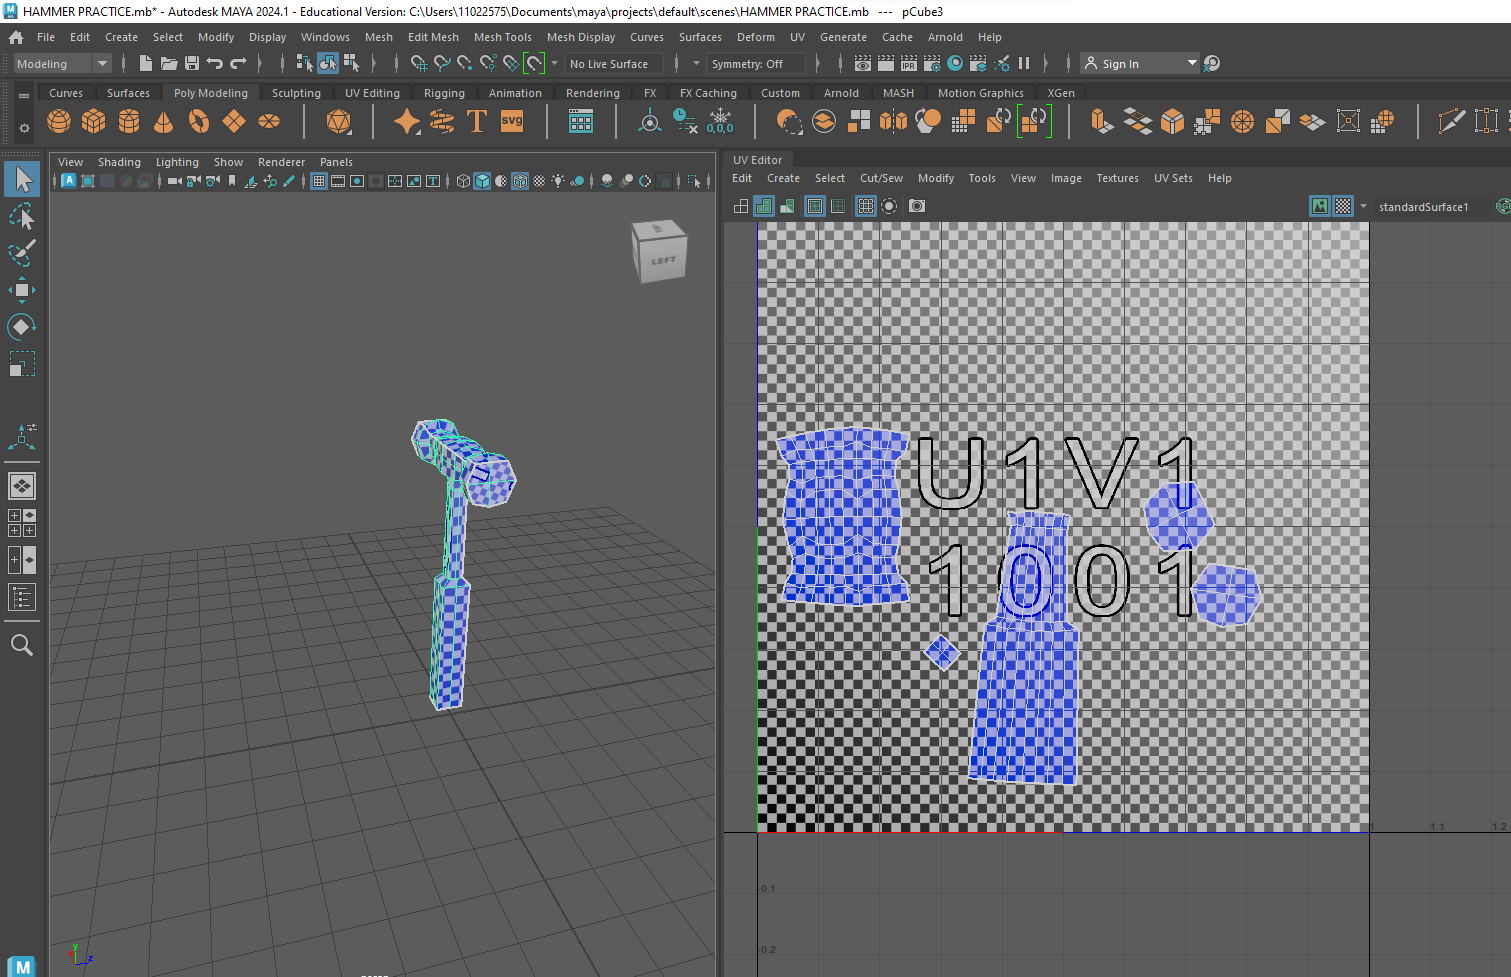 HAMMER PRACTICE.mb* - Autodesk MAYA 2024.1 - Educational Version: C:\Users\11022575\Documents\maya\projects\default\scenes\HAMMER PRACTICE.mb --- pCube3
File Edit Create Select Modify Display Windows Mesh Edit Mesh Mesh Tools Mesh Display Curves Surfaces Deform UV Generate Cache Arnold Help
Modeling No Live Surface Symmetry: Off IPR Sign In
Curves Surfaces Poly Modeling Sculpting UV Editing Rigging Animation Rendering FX FX Caching Custom Arnold MASH Motion Graphics XGen
T svg 0,0,0
View Shading Lighting Show Renderer Panels
UV Editor
Edit Create Select Cut/Sew Modify Tools View Image Textures UV Sets Help
standardSurface1
LEFT
U1V1
1001
1 1.1 1.2
-0.1
-0.2
y
z
M
persp